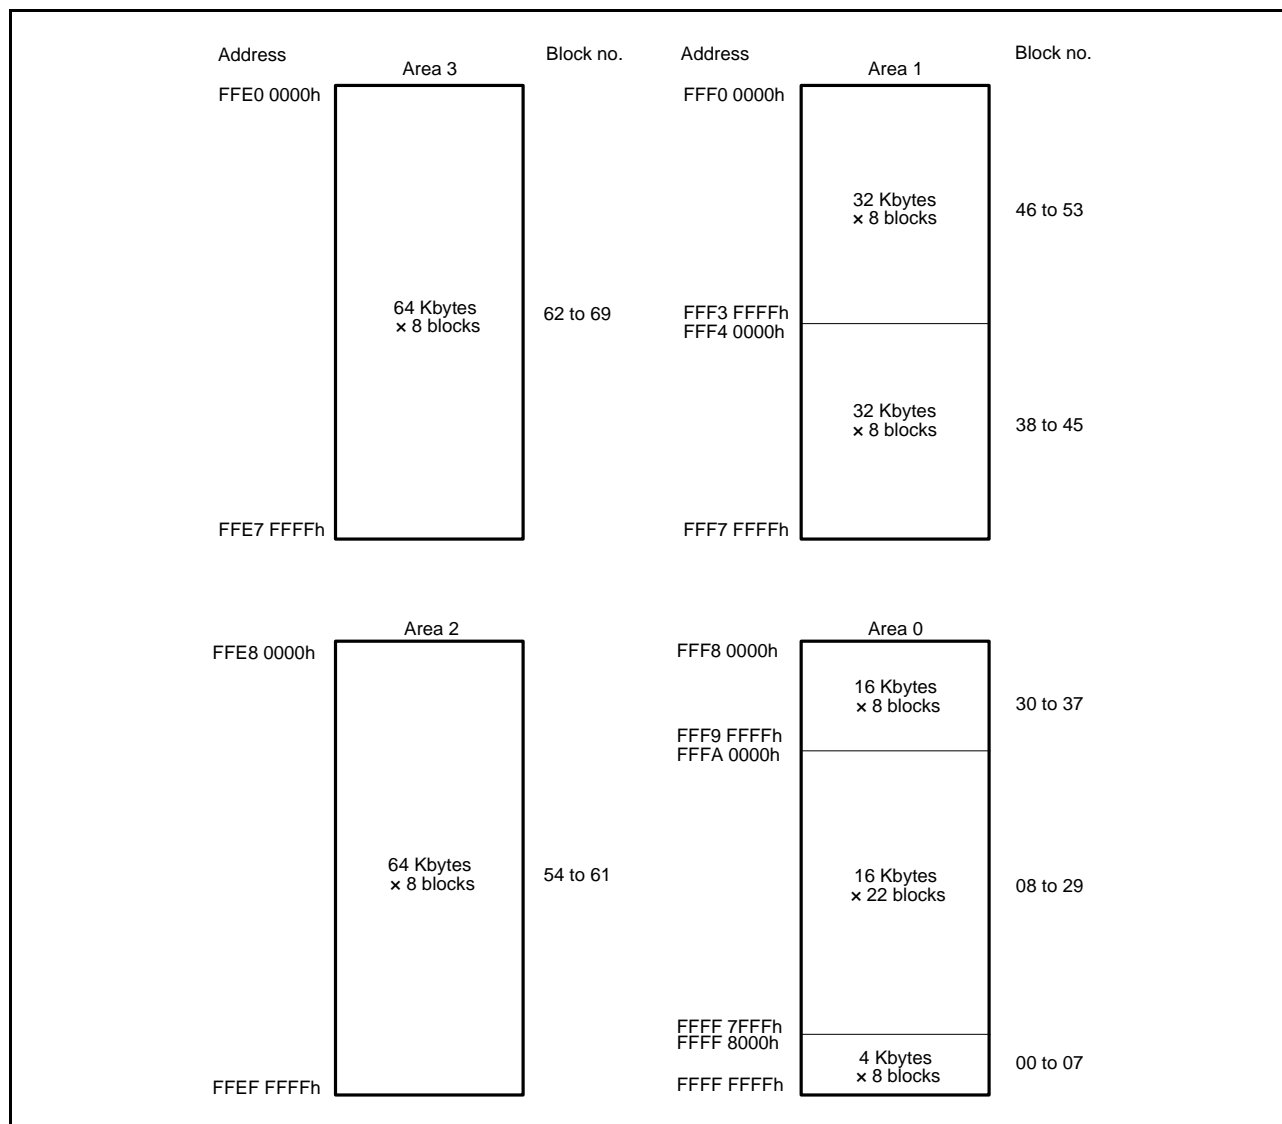 Address
Block no.
Area 3
FFE0 0000h
64 Kbytes
× 8 blocks
62 to 69
FFE7 FFFFh
Address
Block no.
Area 1
FFF0 0000h
32 Kbytes
× 8 blocks
46 to 53
FFF3 FFFFh
FFF4 0000h
32 Kbytes
× 8 blocks
38 to 45
FFF7 FFFFh
Area 2
FFE8 0000h
64 Kbytes
× 8 blocks
54 to 61
FFEF FFFFh
Area 0
FFF8 0000h
16 Kbytes
× 8 blocks
30 to 37
FFF9 FFFFh
FFFA 0000h
16 Kbytes
× 22 blocks
08 to 29
FFFF 7FFFh
FFFF 8000h
4 Kbytes
× 8 blocks
00 to 07
FFFF FFFFh